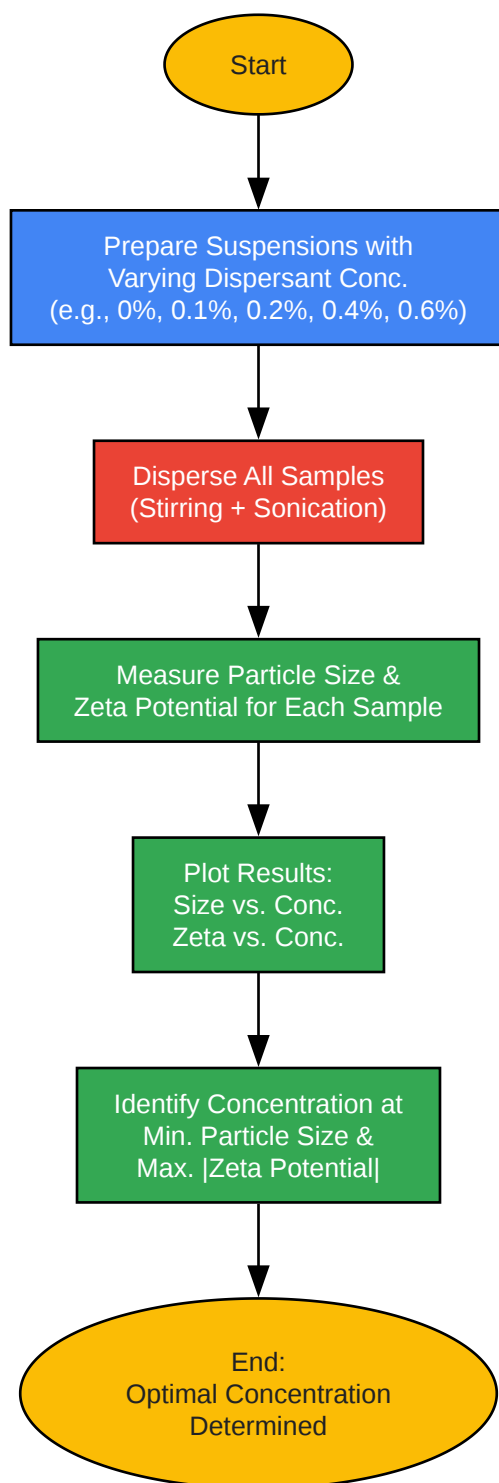 Start
Prepare Suspensions with
Varying Dispersant Conc.
(e.g., 0%, 0.1%, 0.2%, 0.4%, 0.6%)
Disperse All Samples
(Stirring + Sonication)
Measure Particle Size &
Zeta Potential for Each Sample
Plot Results:
Size vs. Conc.
Zeta vs. Conc.
Identify Concentration at
Min. Particle Size &
Max. |Zeta Potential|
End:
Optimal Concentration
Determined